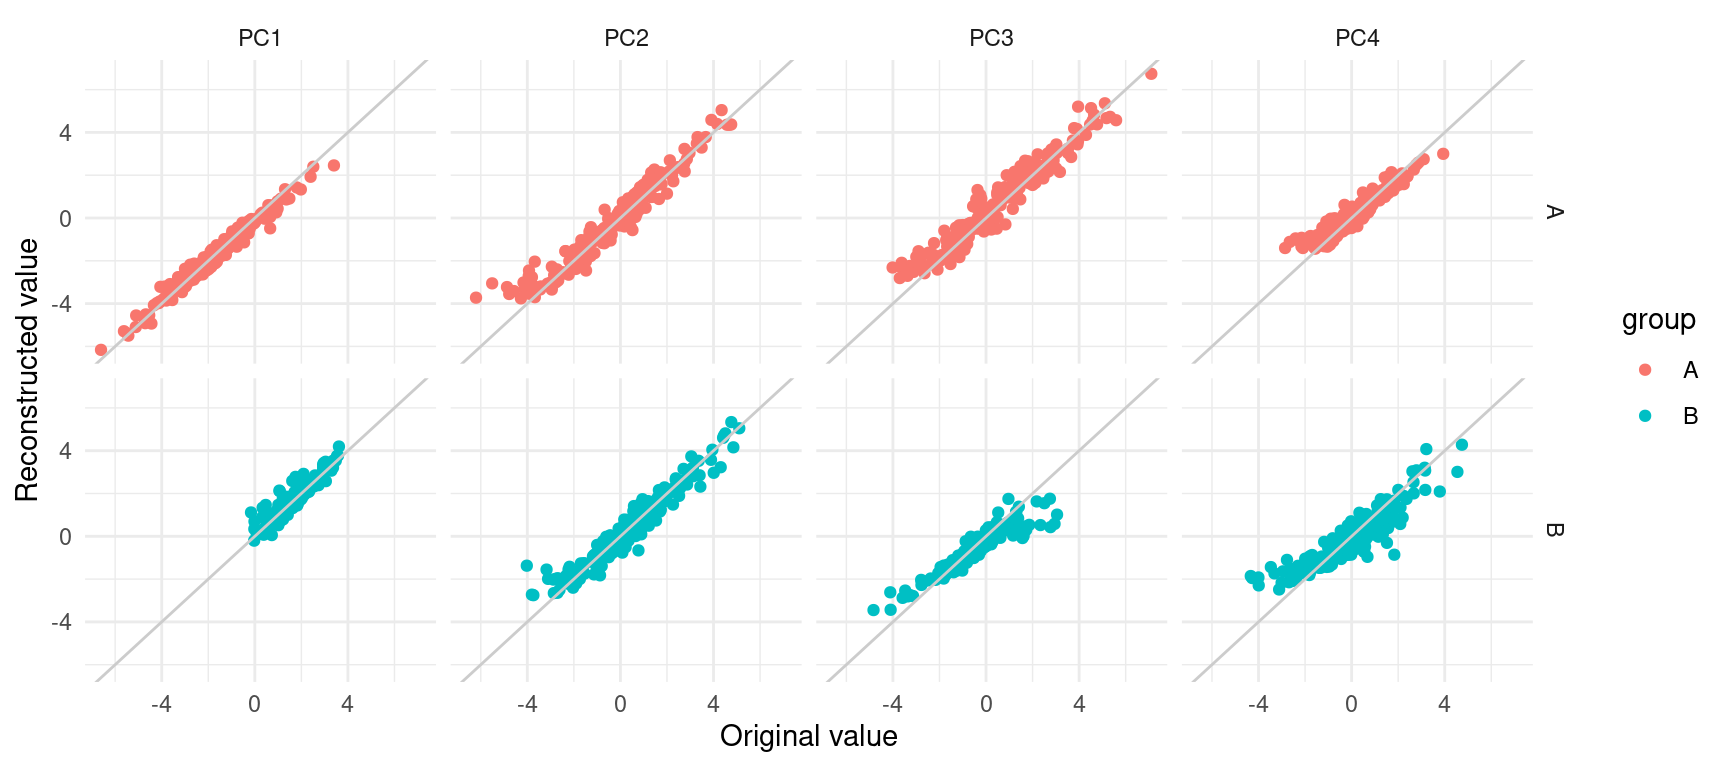 PC1 PC2 PC3 PC4
4
0
-4
A
4
0
-4
B
Reconstructed value
-4 0 4 -4 0 4 -4 0 4 -4 0 4
Original value
group
A
B